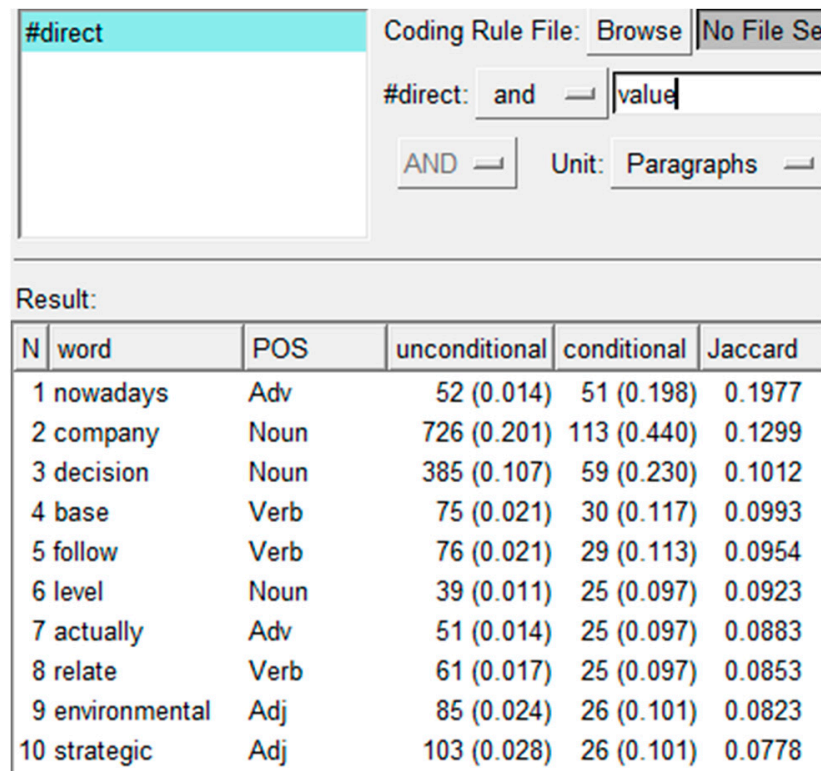 #direct
Coding Rule File: Browse No File Se
#direct: and value
AND Unit: Paragraphs
Result:
N word POS unconditional conditional Jaccard
1 nowadays Adv 52 (0.014) 51 (0.198) 0.1977
2 company Noun 726 (0.201) 113 (0.440) 0.1299
3 decision Noun 385 (0.107) 59 (0.230) 0.1012
4 base Verb 75 (0.021) 30 (0.117) 0.0993
5 follow Verb 76 (0.021) 29 (0.113) 0.0954
6 level Noun 39 (0.011) 25 (0.097) 0.0923
7 actually Adv 51 (0.014) 25 (0.097) 0.0883
8 relate Verb 61 (0.017) 25 (0.097) 0.0853
9 environmental Adj 85 (0.024) 26 (0.101) 0.0823
10 strategic Adj 103 (0.028) 26 (0.101) 0.0778